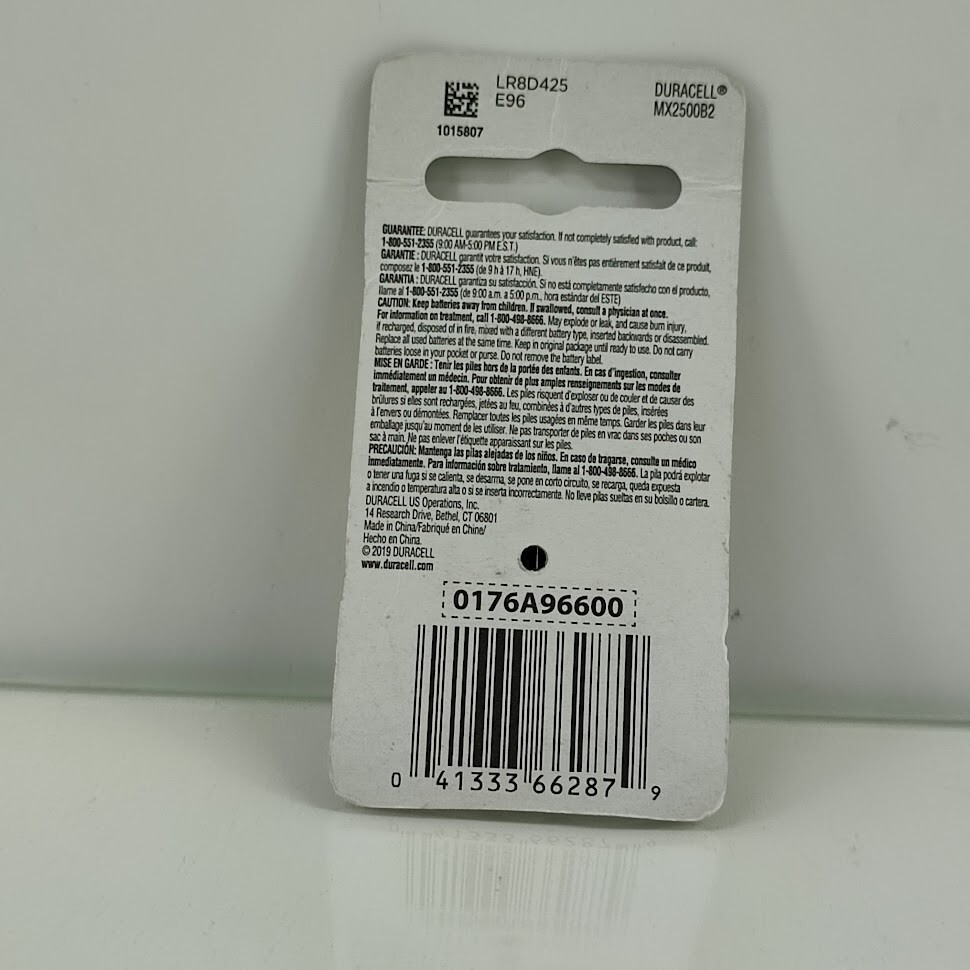 LR8D425
E96
DURACELL®
MX2500B2
1015807
GUARANTEE: DURACELL guarantees your satisfaction. If not completely satisfied with product, call:
1-800-551-2355 (9:00 AM-5:00 PM E.S.T.)
GARANTIE : DURACELL garantit votre satisfaction. Si vous n'êtes pas entièrement satisfait de ce produit,
composez le 1-800-551-2355 (de 9 h à 17 h, HNE).
GARANTIA : DURACELL garantiza su satisfacción. Si no está completamente satisfecho con el producto,
llame al 1-800-551-2355 (de 9:00 a.m. a 5:00 p.m., hora estándar del ESTE)
CAUTION: Keep batteries away from children. If swallowed, consult a physician at once.
For information on treatment, call 1-800-498-8666. May explode or leak, and cause burn injury,
if recharged, disposed of in fire, mixed with a different battery type, inserted backwards or disassembled.
Replace all used batteries at the same time. Keep in original package until ready to use. Do not carry
batteries loose in your pocket or purse. Do not remove the battery label.
MISE EN GARDE : Tenir les piles hors de la portée des enfants. En cas d'ingestion, consulter
immédiatement un médecin. Pour obtenir de plus amples renseignements sur les modes de
traitement, appeler au 1-800-498-8666. Les piles risquent d'exploser ou de couler et de causer des
brûlures si elles sont rechargées, jetées au feu, combinées à d'autres types de piles, insérées
à l'envers ou démontées. Remplacer toutes les piles usagées en même temps. Garder les piles dans leur
emballage jusqu'au moment de les utiliser. Ne pas transporter de piles en vrac dans ses poches ou son
sac à main. Ne pas enlever l'étiquette apparaissant sur les piles.
PRECAUCIÓN: Mantenga las pilas alejadas de los niños. En caso de tragarse, consulte un médico
inmediatamente. Para información sobre tratamiento, llame al 1-800-498-8666. La pila podrá explotar
o tener una fuga si se calienta, se desarma, se pone en corto circuito, se recarga, queda expuesta
a incendio o temperatura alta o si se inserta incorrectamente. No lleve pilas sueltas en su bolsillo o cartera.
DURACELL US Operations, Inc.
14 Research Drive, Bethel, CT 06801
Made in China/Fabriqué en Chine/
Hecho en China.
© 2019 DURACELL
www.duracell.com
0176A96600
0 41333 66287 9